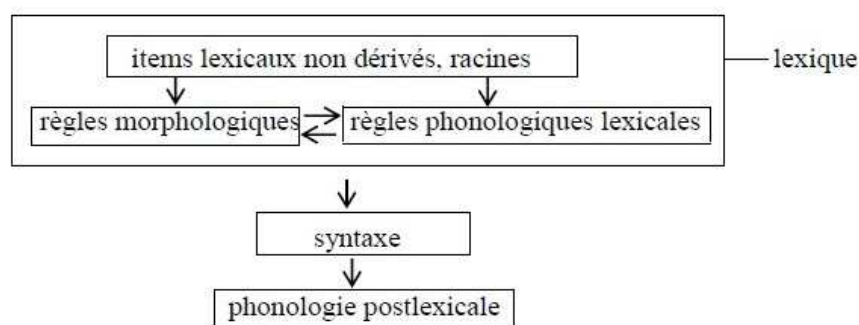 items lexicaux non dérivés, racines
lexique
règles morphologiques
règles phonologiques lexicales
syntaxe
phonologie postlexicale